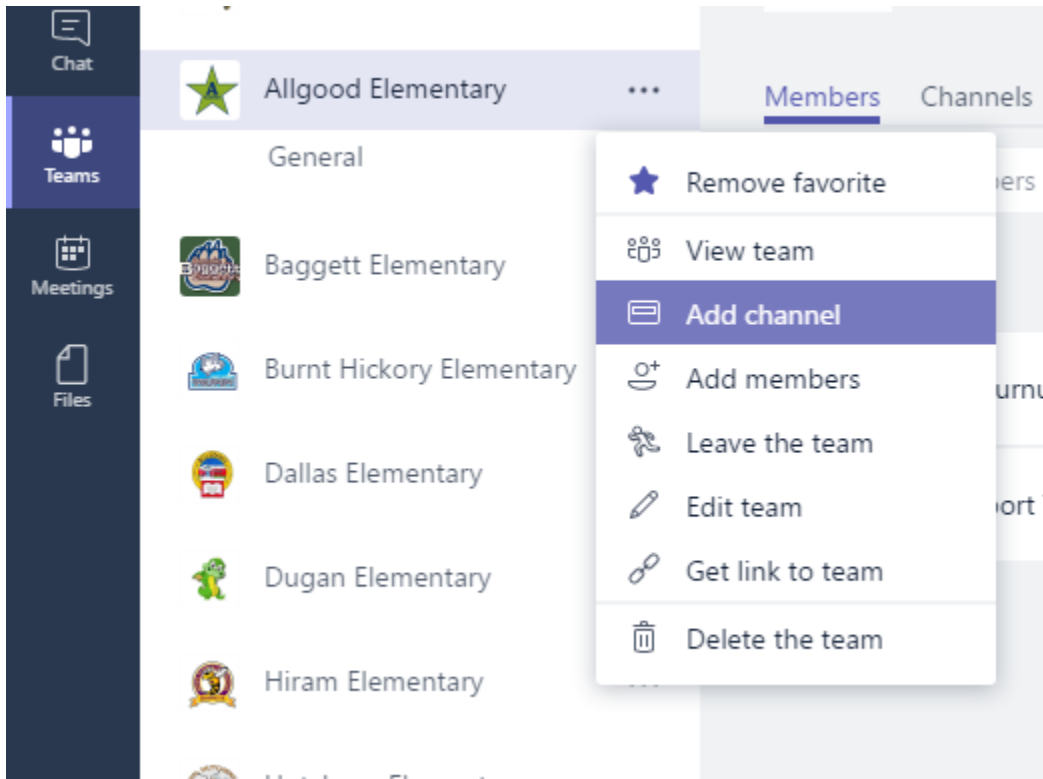 Chat
Teams
Meetings
Files
Allgood Elementary
General
Baggett Elementary
Burnt Hickory Elementary
Dallas Elementary
Dugan Elementary
Hiram Elementary
Members Channels
Remove favorite
View team
Add channel
Add members
Leave the team
Edit team
Get link to team
Delete the team